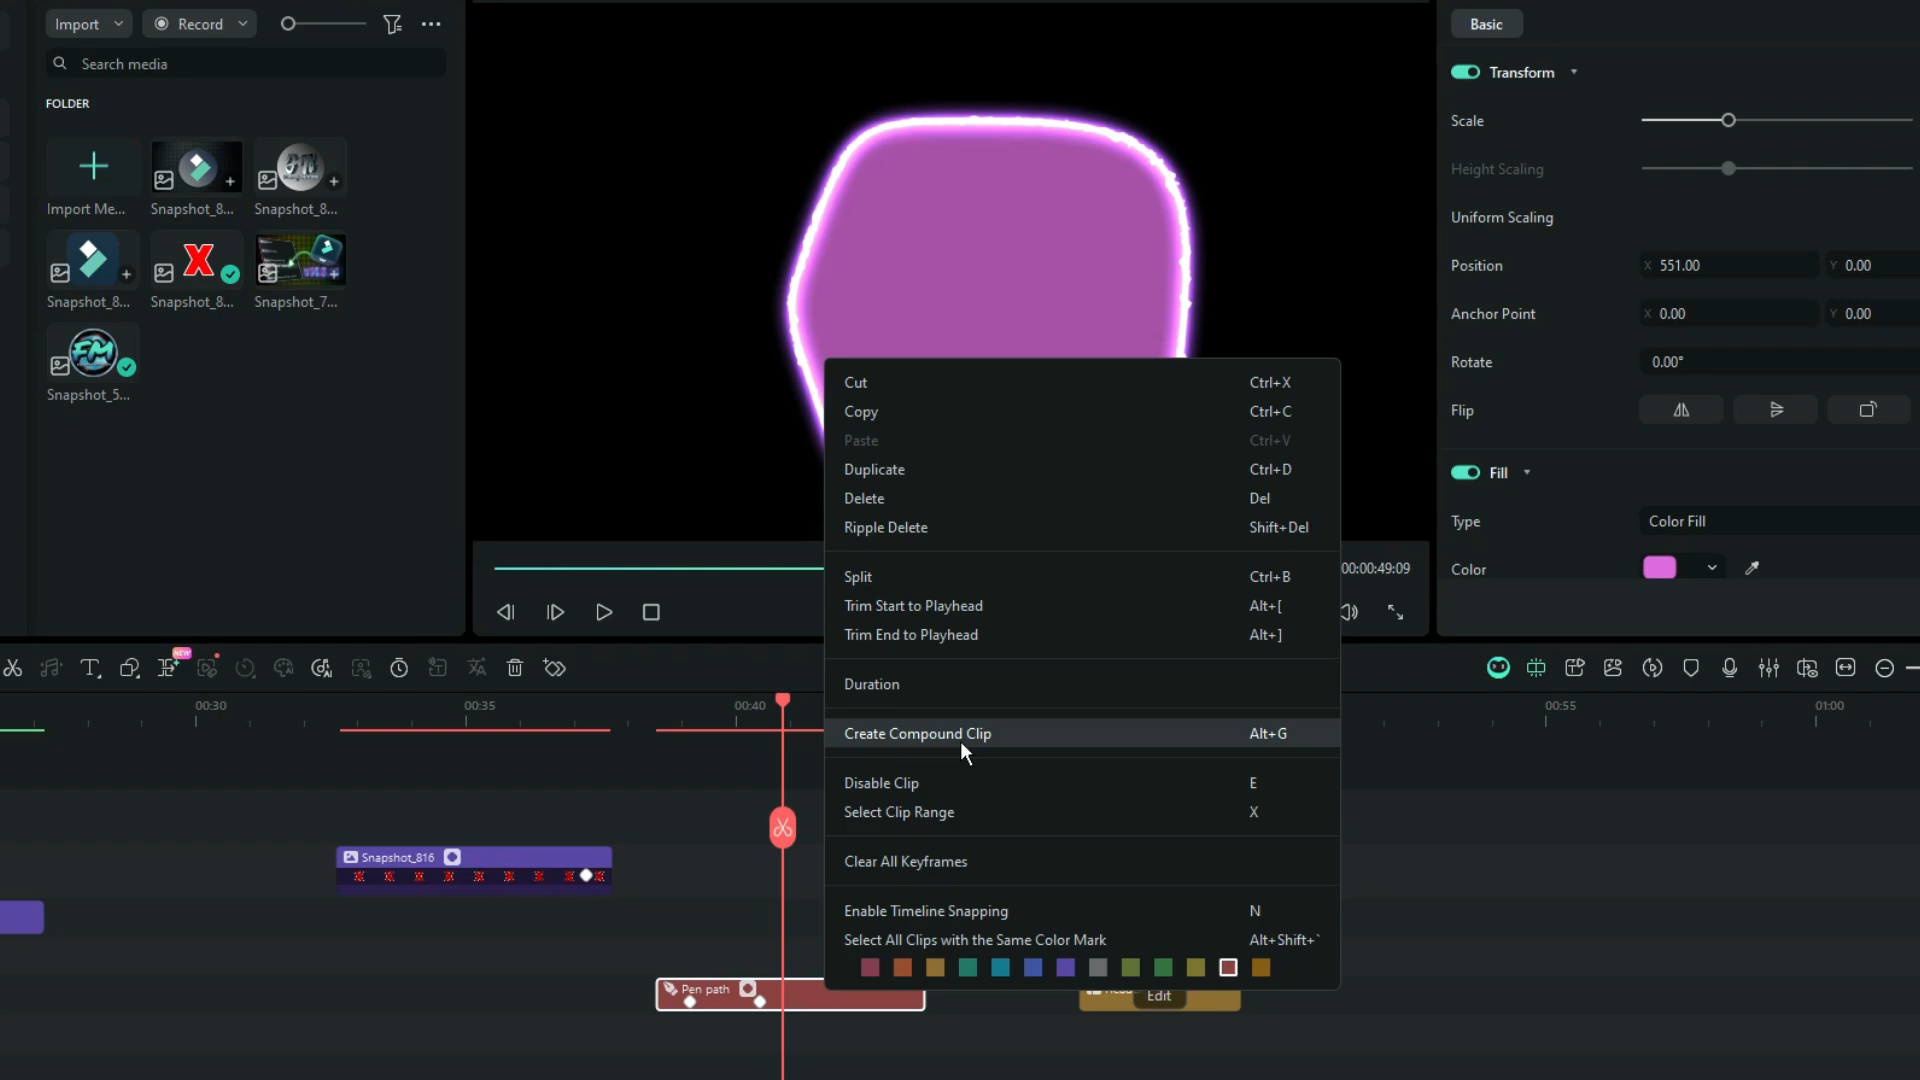 Import
Record
Search media
FOLDER
Import Me...
Snapshot_8...
Snapshot_8...
Snapshot_8...
Snapshot_8...
Snapshot_7...
FM
Snapshot_5...
Basic
Transform
Scale
Height Scaling
Uniform Scaling
Position X 551.00 Y 0.00
Anchor Point X 0.00 Y 0.00
Rotate 0.00°
Flip
Fill
Type Color Fill
Color
00:00:49:09
Cut Ctrl+X
Copy Ctrl+C
Paste Ctrl+V
Duplicate Ctrl+D
Delete Del
Ripple Delete Shift+Del
Split Ctrl+B
Trim Start to Playhead Alt+[
Trim End to Playhead Alt+]
Duration
Create Compound Clip Alt+G
Disable Clip E
Select Clip Range X
Clear All Keyframes
Enable Timeline Snapping N
Select All Clips with the Same Color Mark Alt+Shift+`
NEW
00:30 00:35 00:40 00:55 01:00
Snapshot_816
Pen path
Edit